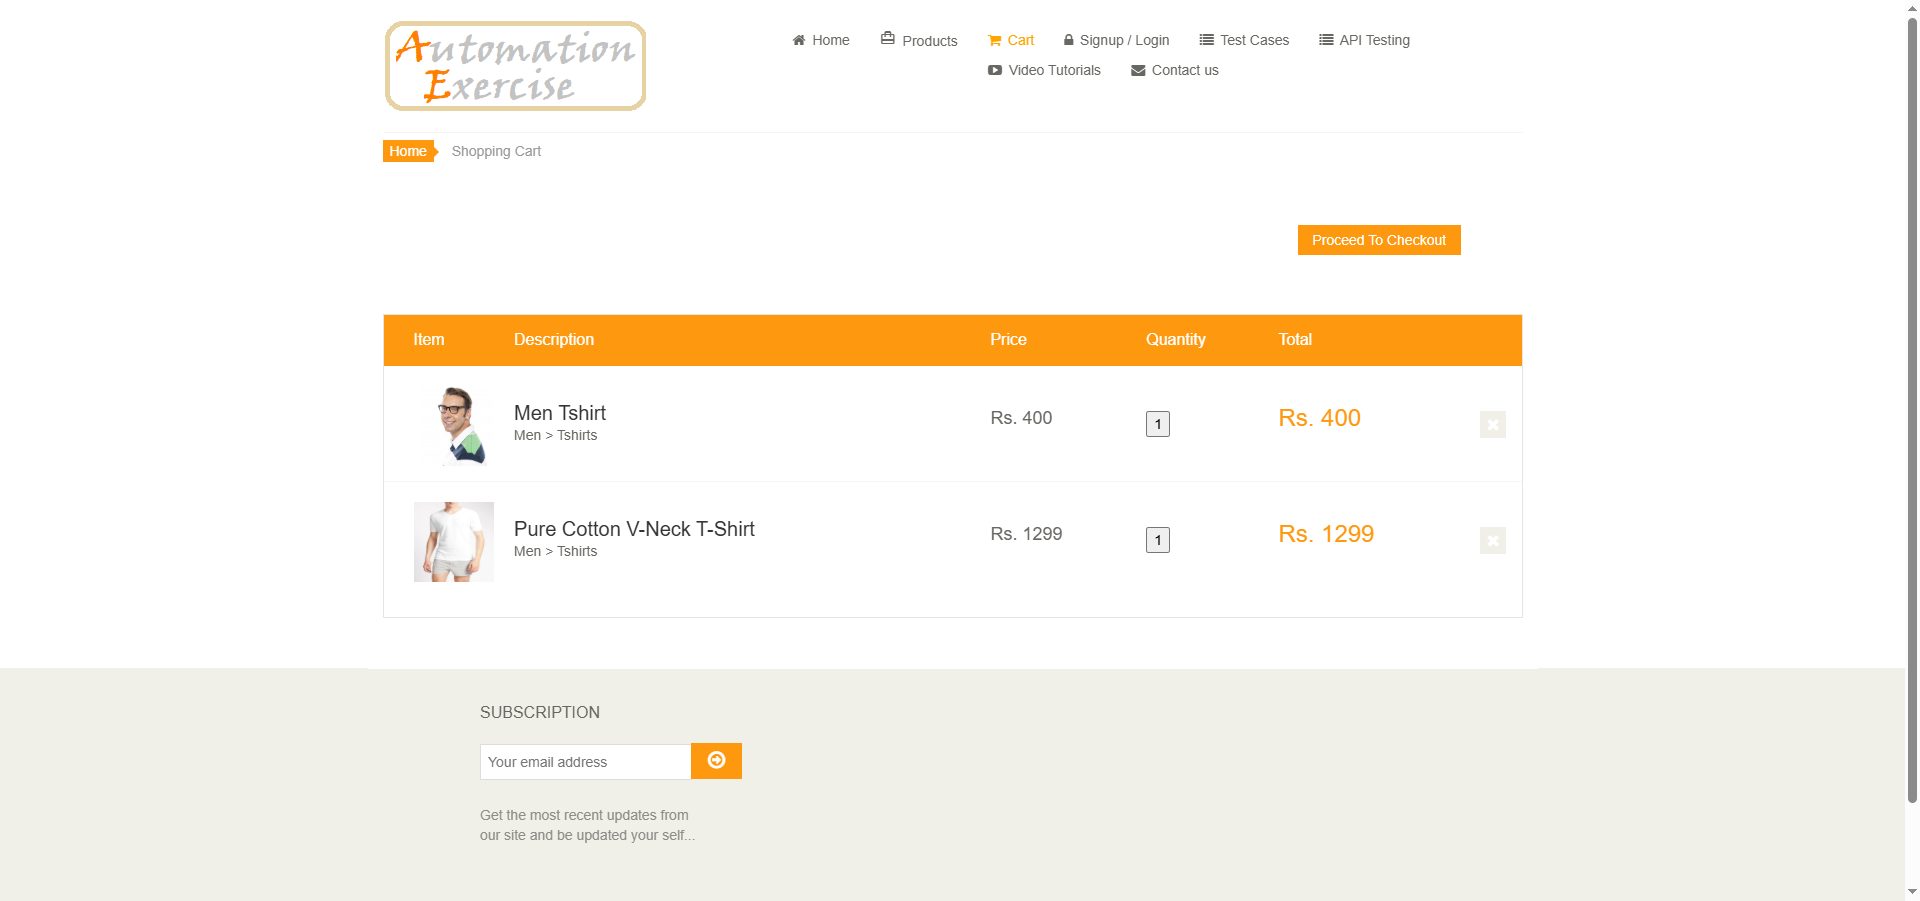 Automation
Exercise
Home
Products
Cart
Signup / Login
Test Cases
API Testing
Video Tutorials
Contact us
Home
Shopping Cart
Proceed To Checkout
Item Description Price Quantity Total
Men Tshirt
Men > Tshirts
Rs. 400
1
Rs. 400
Pure Cotton V-Neck T-Shirt
Men > Tshirts
Rs. 1299
1
Rs. 1299
SUBSCRIPTION
Your email address
Get the most recent updates from
our site and be updated your self...